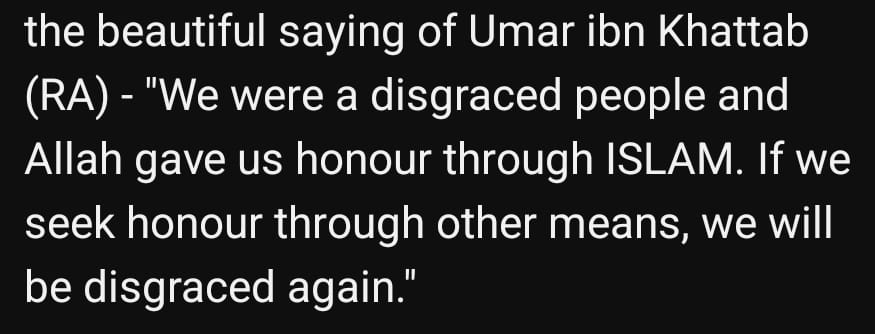 the beautiful saying of Umar ibn Khattab
(RA) - "We were a disgraced people and
Allah gave us honour through ISLAM. If we
seek honour through other means, we will
be disgraced again."